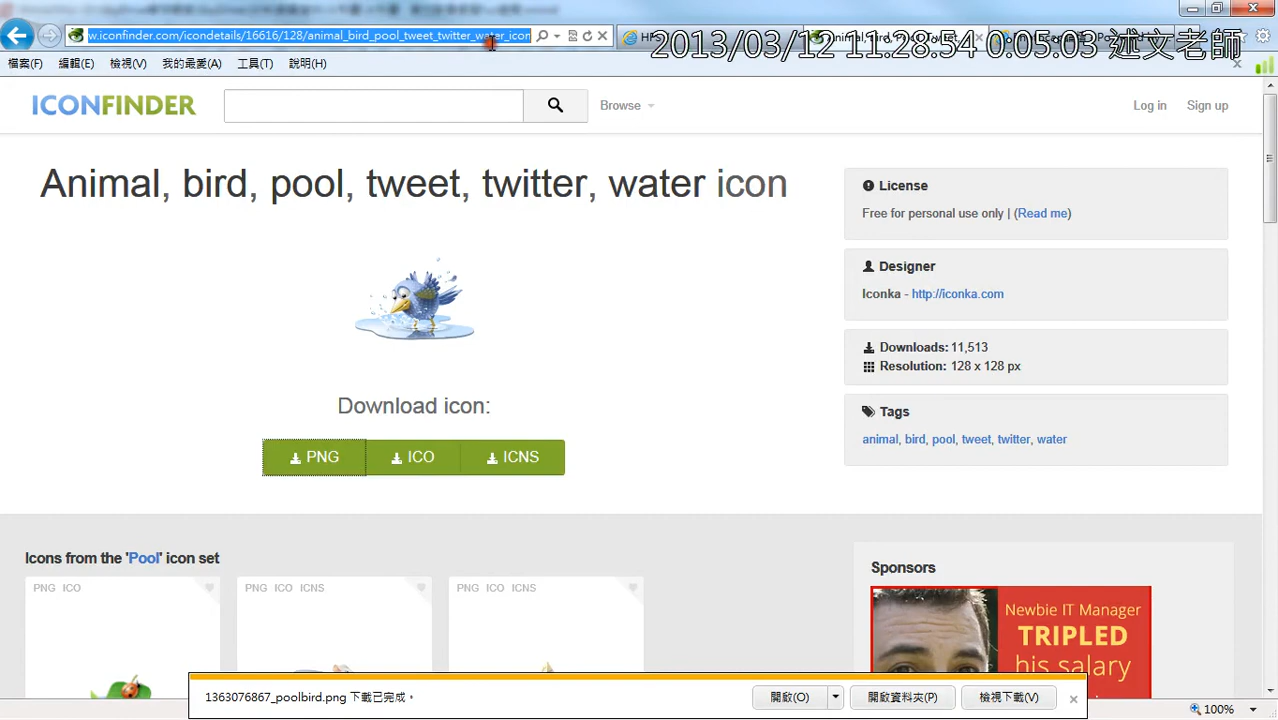 w.iconfinder.com/icondetails/16616/128/animal_bird_pool_tweet_twitter_water_icon
2013/03/12 11.28.54 0:05:03 述文老師
檔案(F) 編輯(E) 檢視(V) 我的最愛(A) 工具(T) 說明(H)
ICONFINDER
Browse
Log in
Sign up
Animal, bird, pool, tweet, twitter, water icon
License
Free for personal use only | (Read me)
Designer
Iconka - http://iconka.com
Downloads: 11,513
Resolution: 128 x 128 px
Tags
animal, bird, pool, tweet, twitter, water
Download icon:
PNG
ICO
ICNS
Icons from the 'Pool' icon set
PNG ICO
PNG ICO ICNS
PNG ICO ICNS
Sponsors
Newbie IT Manager
TRIPLED
his salary
1363076867_poolbird.png 下載已完成。
開啟(O)
開啟資料夾(P)
檢視下載(V)
100%